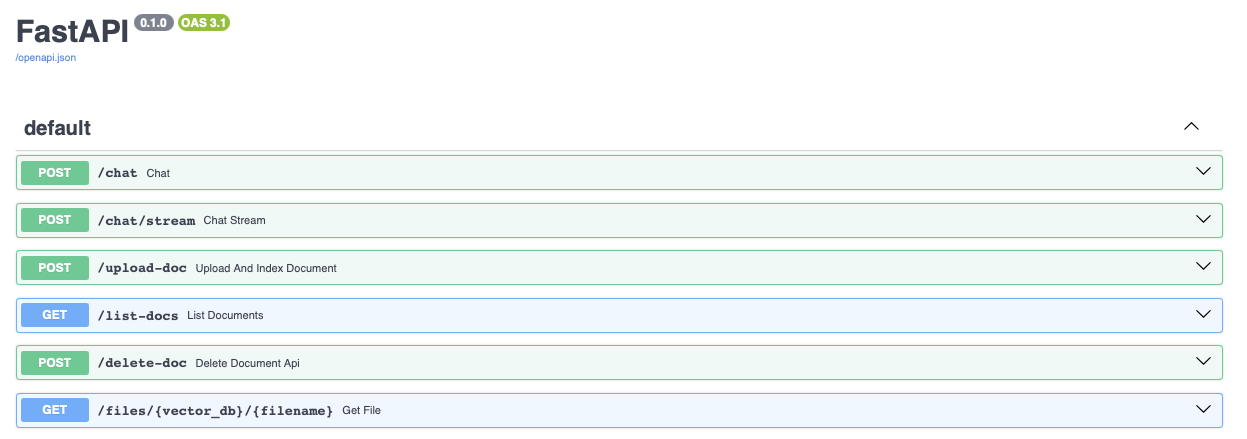 FastAPI 0.1.0 OAS 3.1
/openapi.json
default
POST /chat Chat
POST /chat/stream Chat Stream
POST /upload-doc Upload And Index Document
GET /list-docs List Documents
POST /delete-doc Delete Document Api
GET /files/{vector_db}/{filename} Get File